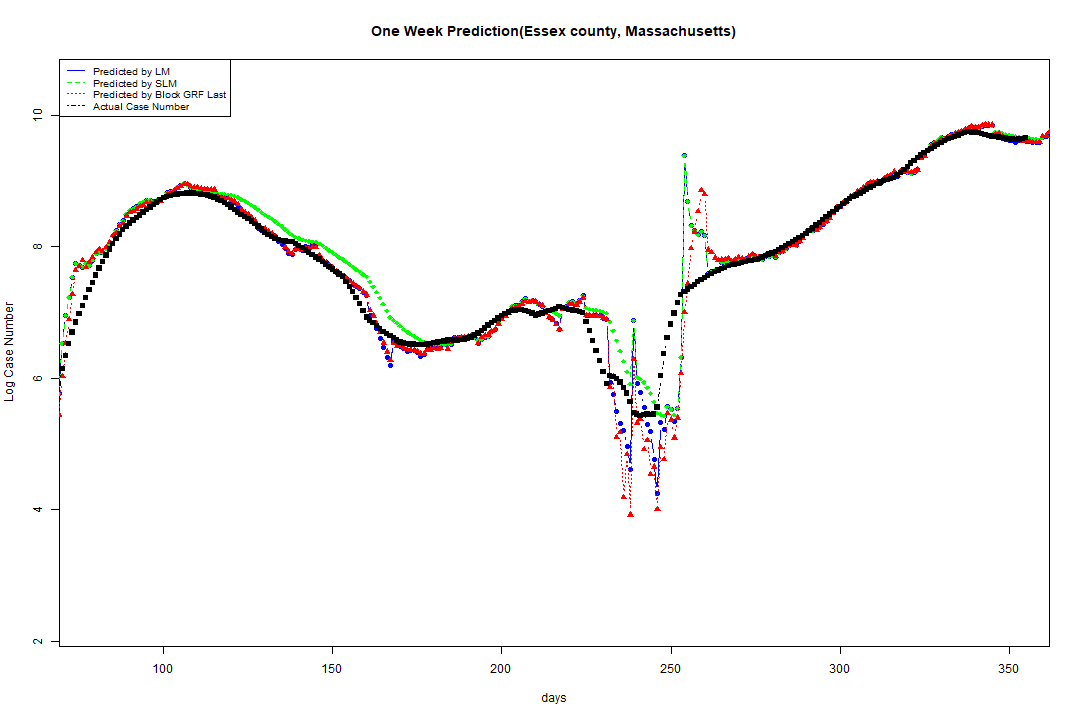 One Week Prediction(Essex county, Massachusetts)
Predicted by LM
Predicted by SLM
Predicted by Block GRF Last
Actual Case Number
10
8
6
4
2
Log Case Number
100 150 200 250 300 350
days